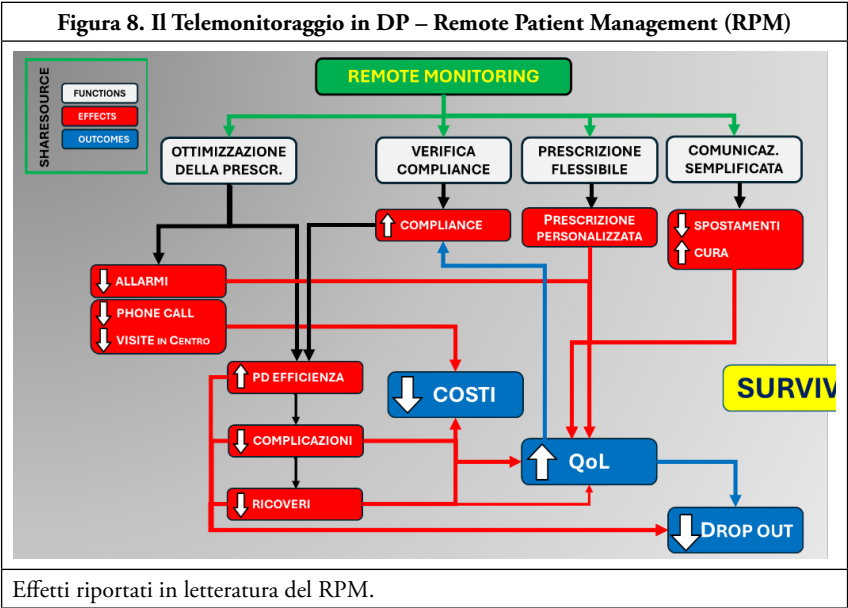 Figura 8. Il Telemonitoraggio in DP – Remote Patient Management (RPM)
SHARESOURCE
FUNCTIONS
EFFECTS
OUTCOMES
REMOTE MONITORING
OTTIMIZZAZIONE
DELLA PRESCR.
VERIFICA
COMPLIANCE
PRESCRIZIONE
FLESSIBILE
COMUNICAZ.
SEMPLIFICATA
COMPLIANCE
PRESCRIZIONE
PERSONALIZZATA
SPOSTAMENTI
CURA
ALLARMI
PHONE CALL
VISITE IN CENTRO
PD EFFICIENZA
COSTI
SURVIV
COMPLICAZIONI
QoL
RICOVERI
DROP OUT
Effetti riportati in letteratura del RPM.